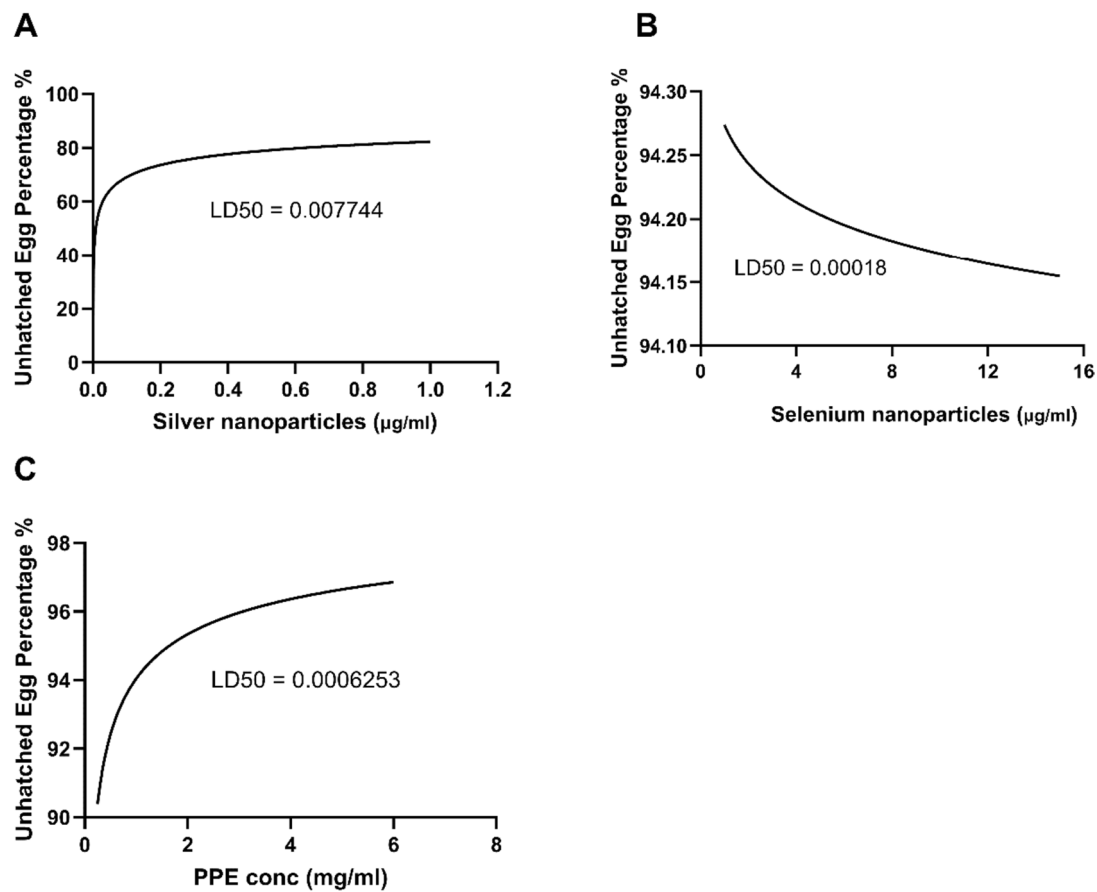 A
Unhatched Egg Percentage %
100
80
60
40
20
0
LD50 = 0.007744
0.0 0.2 0.4 0.6 0.8 1.0 1.2
Silver nanoparticles (µg/ml)
B
Unhatched Egg Percentage %
94.30
94.25
94.20
94.15
94.10
LD50 = 0.00018
0 4 8 12 16
Selenium nanoparticles (µg/ml)
C
Unhatched Egg Percentage %
98
96
94
92
90
LD50 = 0.0006253
0 2 4 6 8
PPE conc (mg/ml)